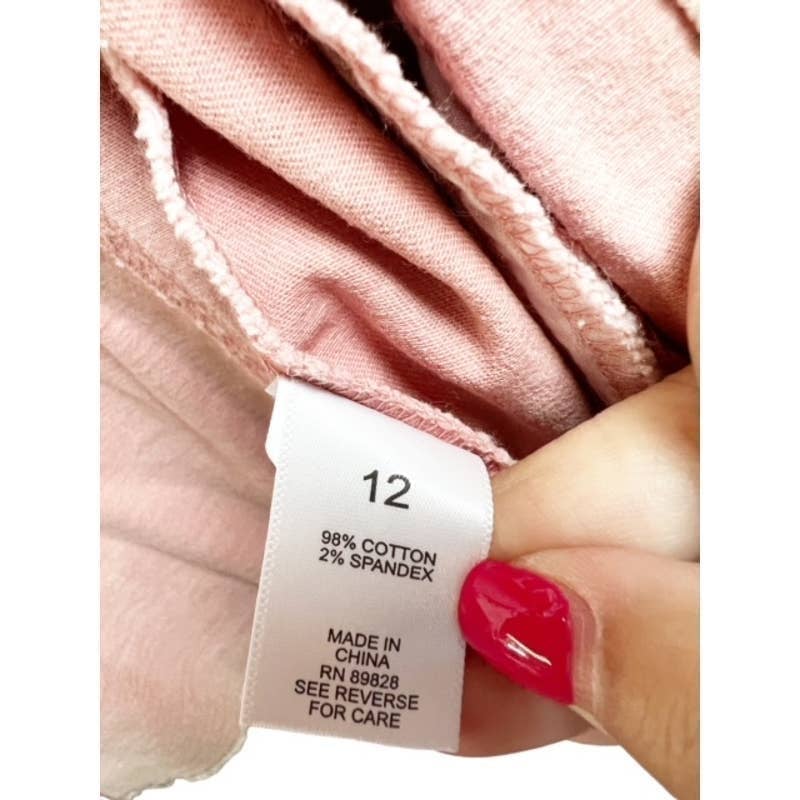 12
98% COTTON
2% SPANDEX
MADE IN
CHINA
RN 89828
SEE REVERSE
FOR CARE